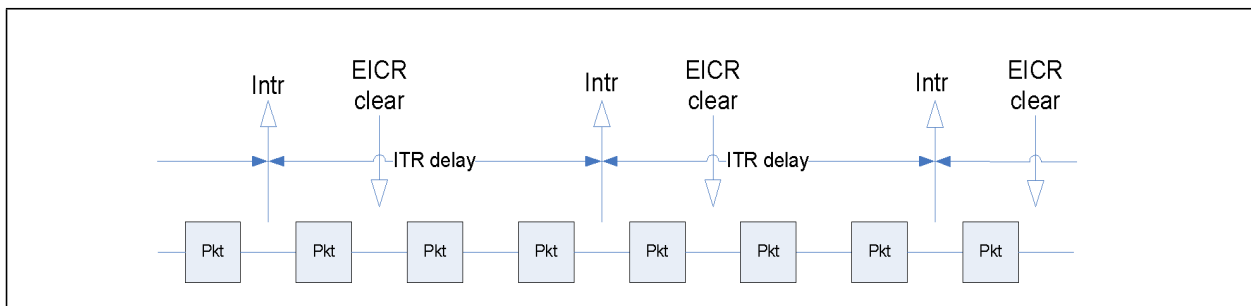 Intr EICR clear Intr EICR clear Intr EICR clear
ITR delay ITR delay
Pkt Pkt Pkt Pkt Pkt Pkt Pkt Pkt